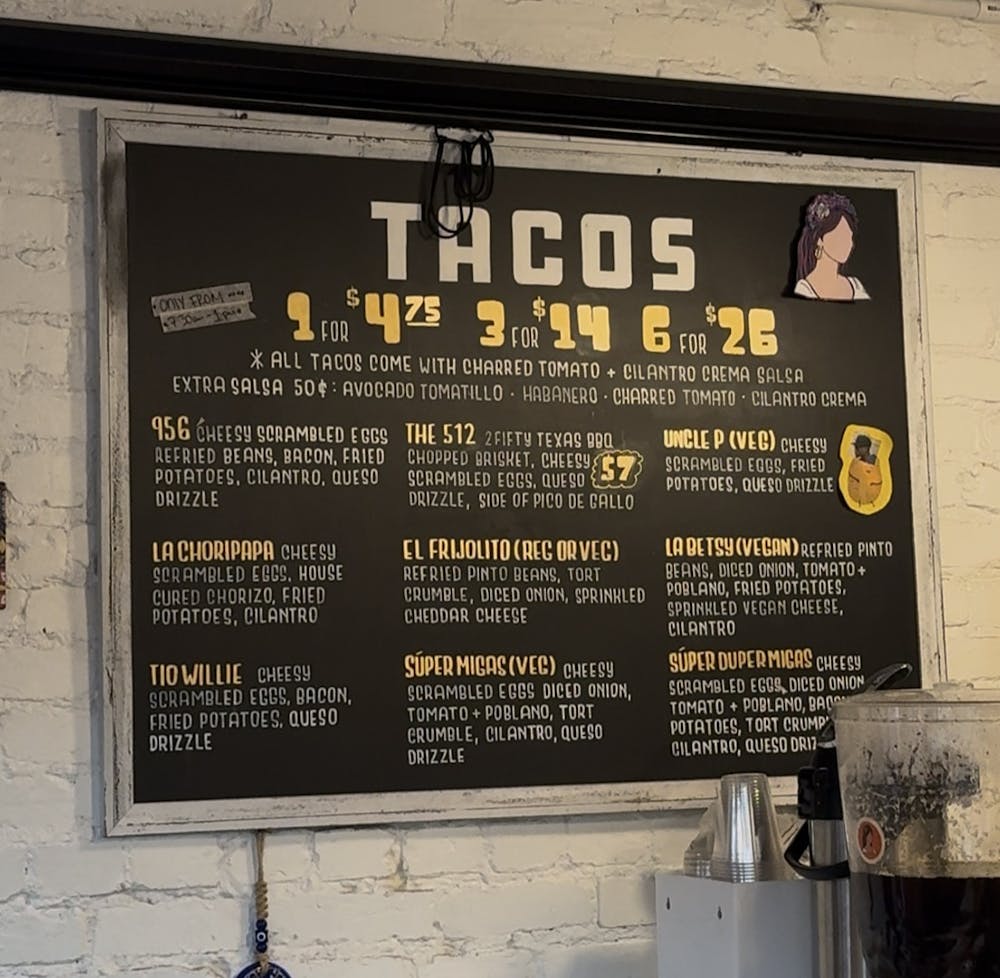 TACOS
ONLY FROM
7:30am - 1pm
1 FOR $4.75 3 FOR $14 6 FOR $26
* ALL TACOS COME WITH CHARRED TOMATO + CILANTRO CREMA SALSA
EXTRA SALSA 50¢: AVOCADO TOMATILLO · HABANERO · CHARRED TOMATO · CILANTRO CREMA
956 CHEESY SCRAMBLED EGGS
REFRIED BEANS, BACON, FRIED
POTATOES, CILANTRO, QUESO
DRIZZLE
THE 512 2FIFTY TEXAS BBQ
CHOPPED BRISKET, CHEESY
SCRAMBLED EGGS, QUESO
DRIZZLE, SIDE OF PICO DE GALLO
$7
UNCLE P (VEG) CHEESY
SCRAMBLED EGGS, FRIED
POTATOES, QUESO DRIZZLE
LA CHORIPAPA CHEESY
SCRAMBLED EGGS, HOUSE
CURED CHORIZO, FRIED
POTATOES, CILANTRO
EL FRIJOLITO (REG OR VEG)
REFRIED PINTO BEANS, TORT
CRUMBLE, DICED ONION, SPRINKLED
CHEDDAR CHEESE
LA BETSY (VEGAN) REFRIED PINTO
BEANS, DICED ONION, TOMATO +
POBLANO, FRIED POTATOES,
SPRINKLED VEGAN CHEESE,
CILANTRO
TIO WILLIE CHEESY
SCRAMBLED EGGS, BACON,
FRIED POTATOES, QUESO
DRIZZLE
SÚPER MIGAS (VEG) CHEESY
SCRAMBLED EGGS DICED ONION,
TOMATO + POBLANO, TORT
CRUMBLE, CILANTRO, QUESO
DRIZZLE
SÚPER DUPER MIGAS CHEESY
SCRAMBLED EGGS, DICED ONION
TOMATO + POBLANO,
POTATOES, TORT
CILANTRO, QUESO